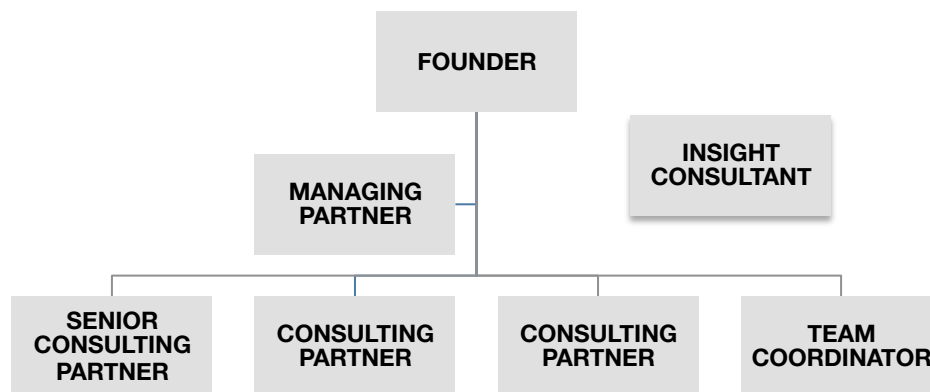 FOUNDER
INSIGHT
CONSULTANT
MANAGING
PARTNER
SENIOR
CONSULTING
PARTNER
CONSULTING
PARTNER
CONSULTING
PARTNER
TEAM
COORDINATOR